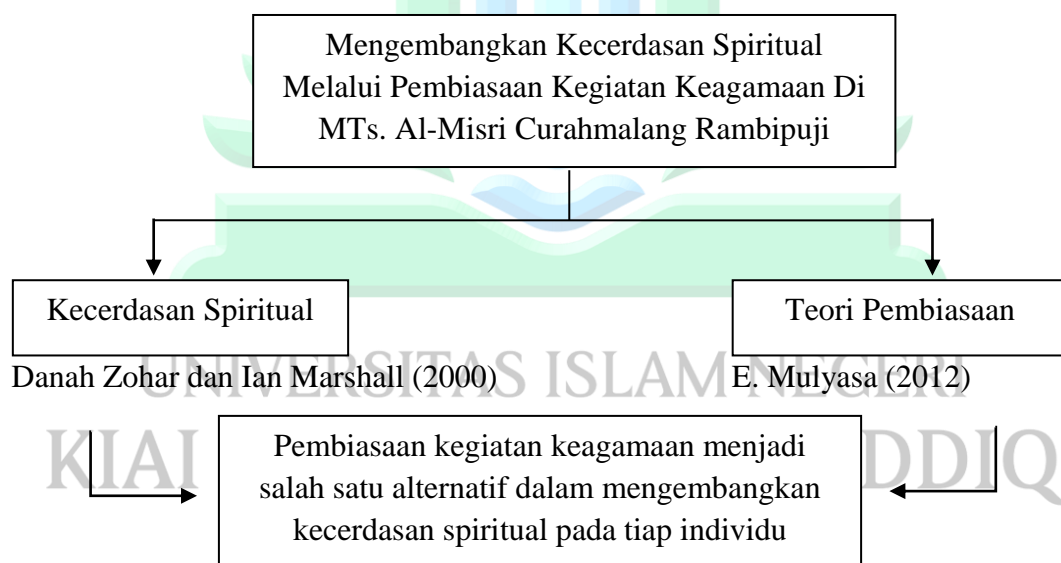 Mengembangkan Kecerdasan Spiritual
Melalui Pembiasaan Kegiatan Keagamaan Di
MTs. Al-Misri Curahmalang Rambipuji
Kecerdasan Spiritual
Teori Pembiasaan
UNIVERSITAS ISLAM NEGERI
Danah Zohar dan Ian Marshall (2000)
E. Mulyasa (2012)
KIAI
DDIQ
Pembiasaan kegiatan keagamaan menjadi
salah satu alternatif dalam mengembangkan
kecerdasan spiritual pada tiap individu